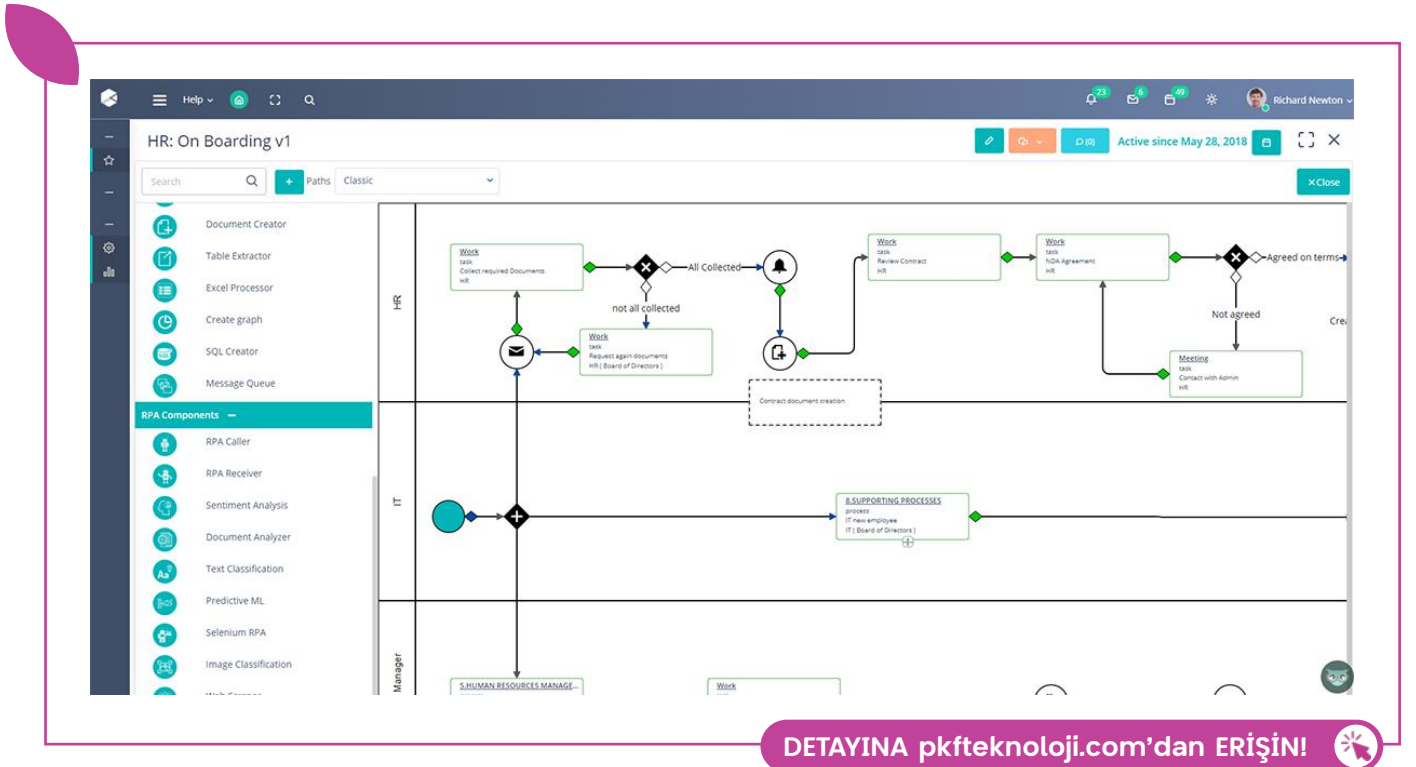 Help
23
6
49
Richard Newton
HR: On Boarding v1
(0)
Active since May 28, 2018
Search
+
Paths
Classic
×Close
Document Creator
Table Extractor
Excel Processor
Create graph
SQL Creator
Message Queue
RPA Components −
RPA Caller
RPA Receiver
Sentiment Analysis
Document Analyzer
Text Classification
Predictive ML
Selenium RPA
Image Classification
HR
Work
task
Collect required Documents
HR
All Collected
not all collected
Work
task
Request again documents
HR ( Board of Directors )
Work
task
Review Contract
HR
Work
task
NDA Agreement
HR
Agreed on terms
Not agreed
Crea
Meeting
task
Contact with Admin
HR
Contract document creation
IT
8.SUPPORTING PROCESSES
process
IT new employee
IT ( Board of Directors )
Manager
5.HUMAN RESOURCES MANAGE...
Work
DETAYINA pkfteknoloji.com’dan ERİŞİN!